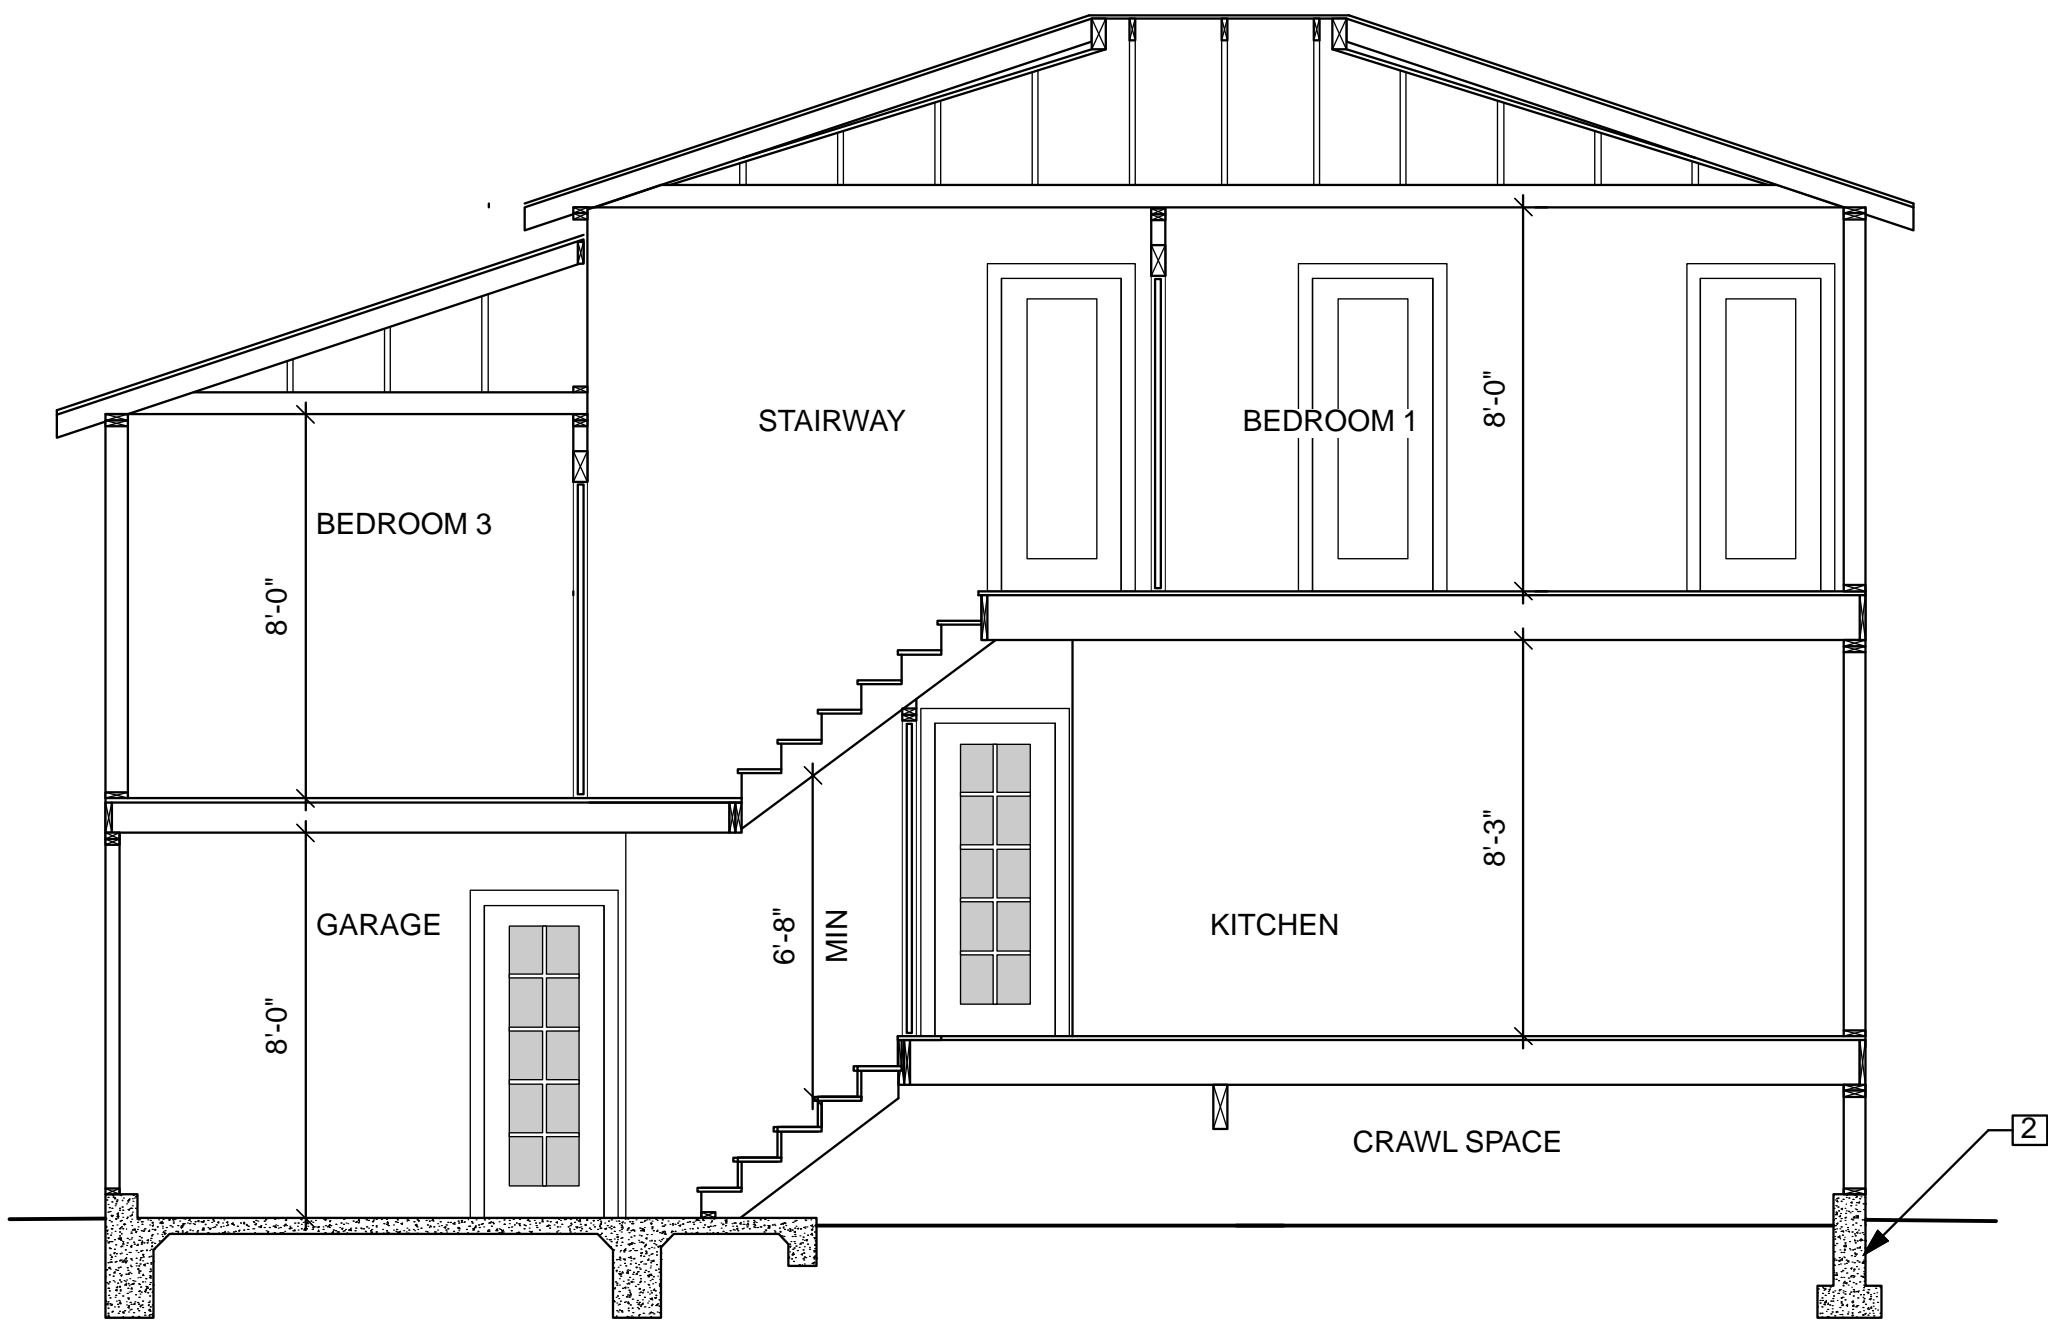 STAIRWAY
BEDROOM 1
8'-0"
BEDROOM 3
8'-0"
GARAGE
8'-0"
6'-8"
MIN
KITCHEN
8'-3"
CRAWL SPACE
2